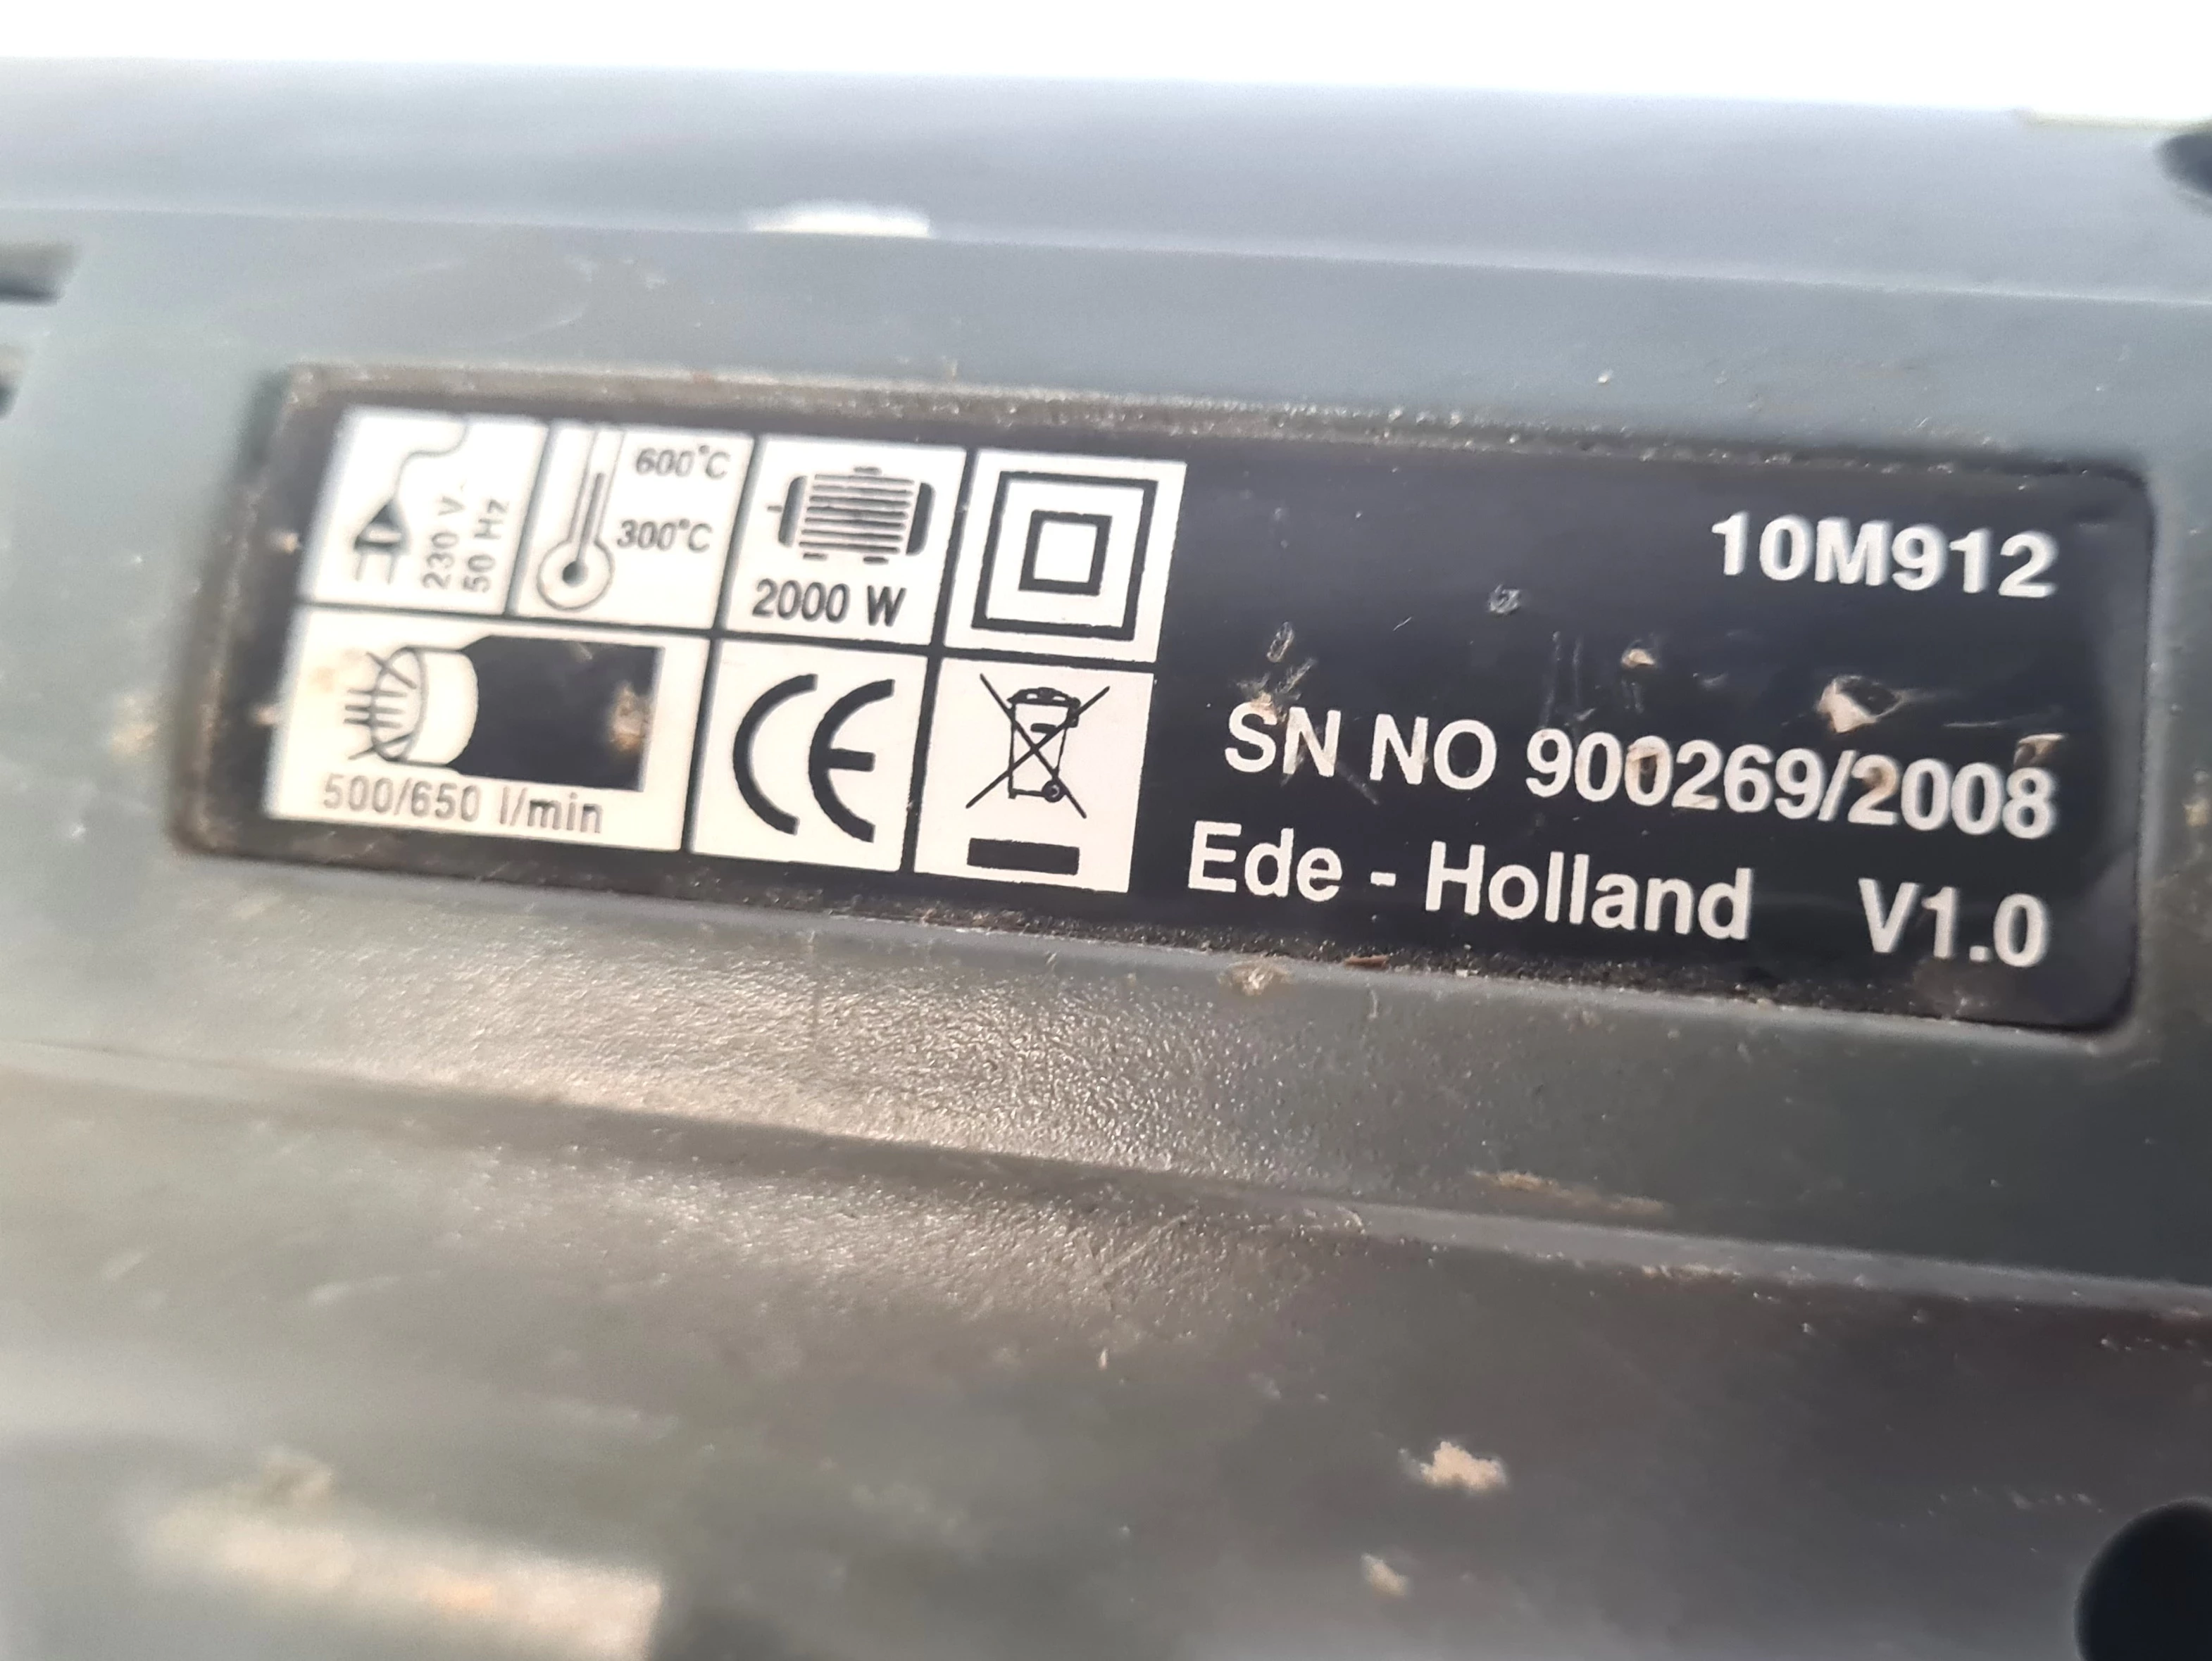 230 V~
50 Hz
600°C
300°C
2000 W
500/650 l/min
CE
10M912
SN NO 900269/2008
Ede - Holland V1.0